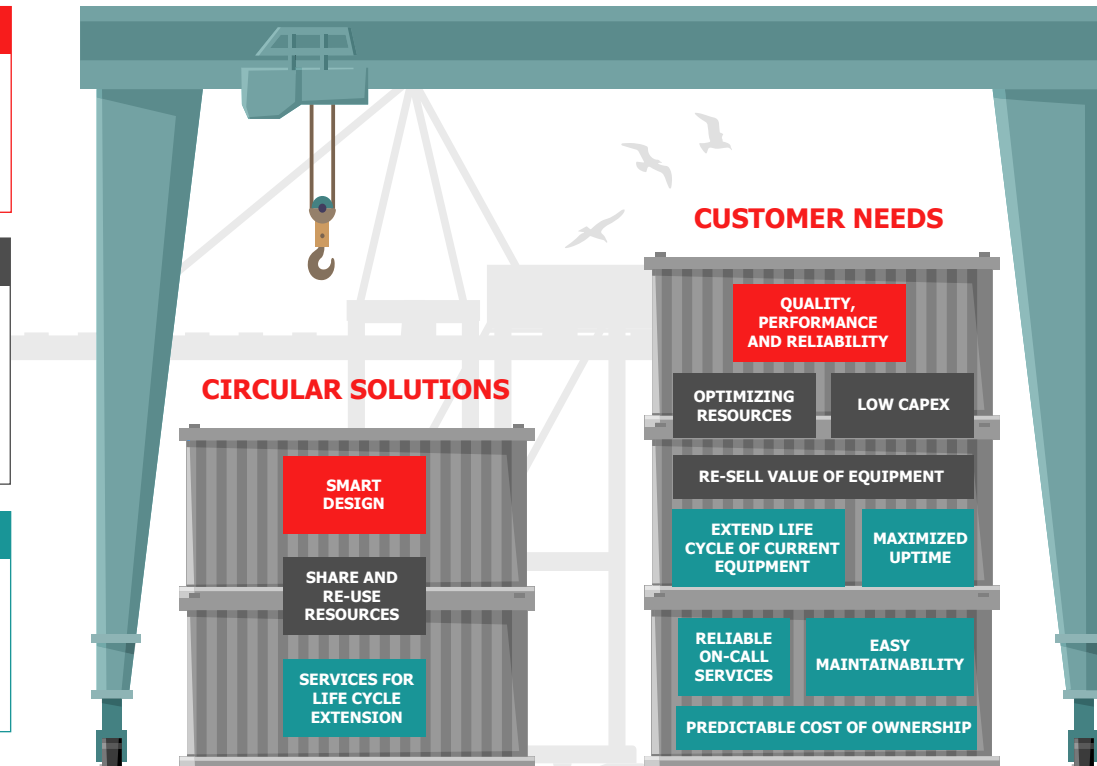 CUSTOMER NEEDS
QUALITY,
PERFORMANCE
AND RELIABILITY
OPTIMIZING
RESOURCES
LOW CAPEX
RE-SELL VALUE OF EQUIPMENT
EXTEND LIFE
CYCLE OF CURRENT
EQUIPMENT
MAXIMIZED
UPTIME
RELIABLE
ON-CALL
SERVICES
EASY
MAINTAINABILITY
PREDICTABLE COST OF OWNERSHIP
CIRCULAR SOLUTIONS
SMART
DESIGN
SHARE AND
RE-USE
RESOURCES
SERVICES FOR
LIFE CYCLE
EXTENSION